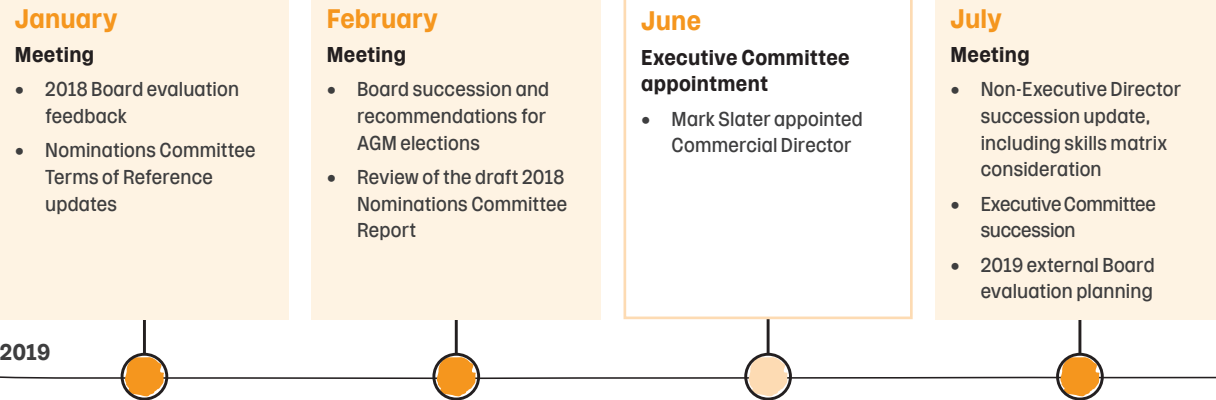 January
Meeting
• 2018 Board evaluation
feedback
• Nominations Committee
Terms of Reference
updates
February
Meeting
• Board succession and
recommendations for
AGM elections
• Review of the draft 2018
Nominations Committee
Report
June
Executive Committee
appointment
• Mark Slater appointed
Commercial Director
July
Meeting
• Non-Executive Director
succession update,
including skills matrix
consideration
• Executive Committee
succession
• 2019 external Board
evaluation planning
2019